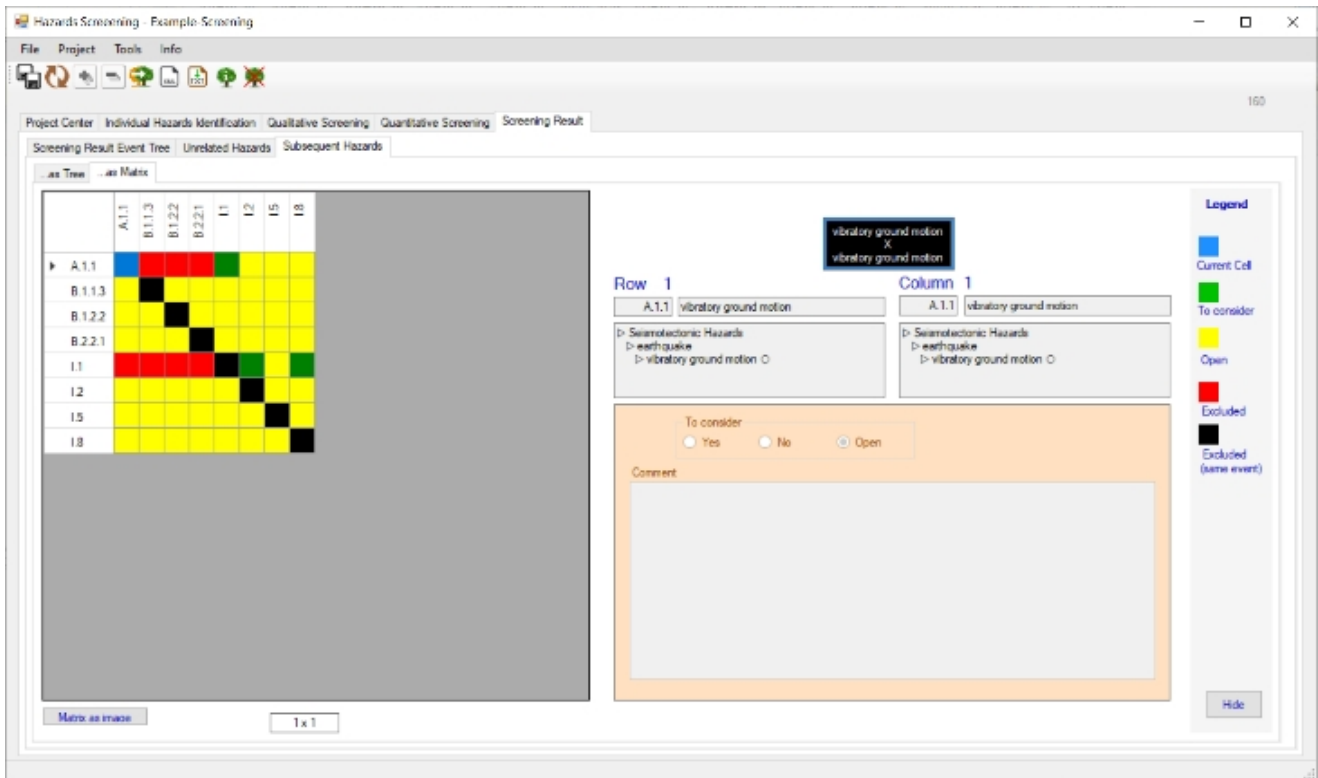 Hazards Screeening - Example-Screening
File Project Tools Info
160
Project Center Individual Hazards Identification Qualitative Screening Quantitative Screening Screening Result
Screening Result Event Tree Unrelated Hazards Subsequent Hazards
...as Tree ...as Matrix
A.1.1 B.1.1.3 B.1.2.2 B.2.2.1 I.1 I.2 I.5 I.8
A.1.1
B.1.1.3
B.1.2.2
B.2.2.1
I.1
I.2
I.5
I.8
Matrix as image
1 x 1
vibratory ground motion
X
vibratory ground motion
Row 1
A.1.1 vibratory ground motion
Seismotectonic Hazards
earthquake
vibratory ground motion
Column 1
A.1.1 vibratory ground motion
Seismotectonic Hazards
earthquake
vibratory ground motion
To consider
Yes No Open
Comment
Legend
Current Cell
To consider
Open
Excluded
Excluded
(same event)
Hide